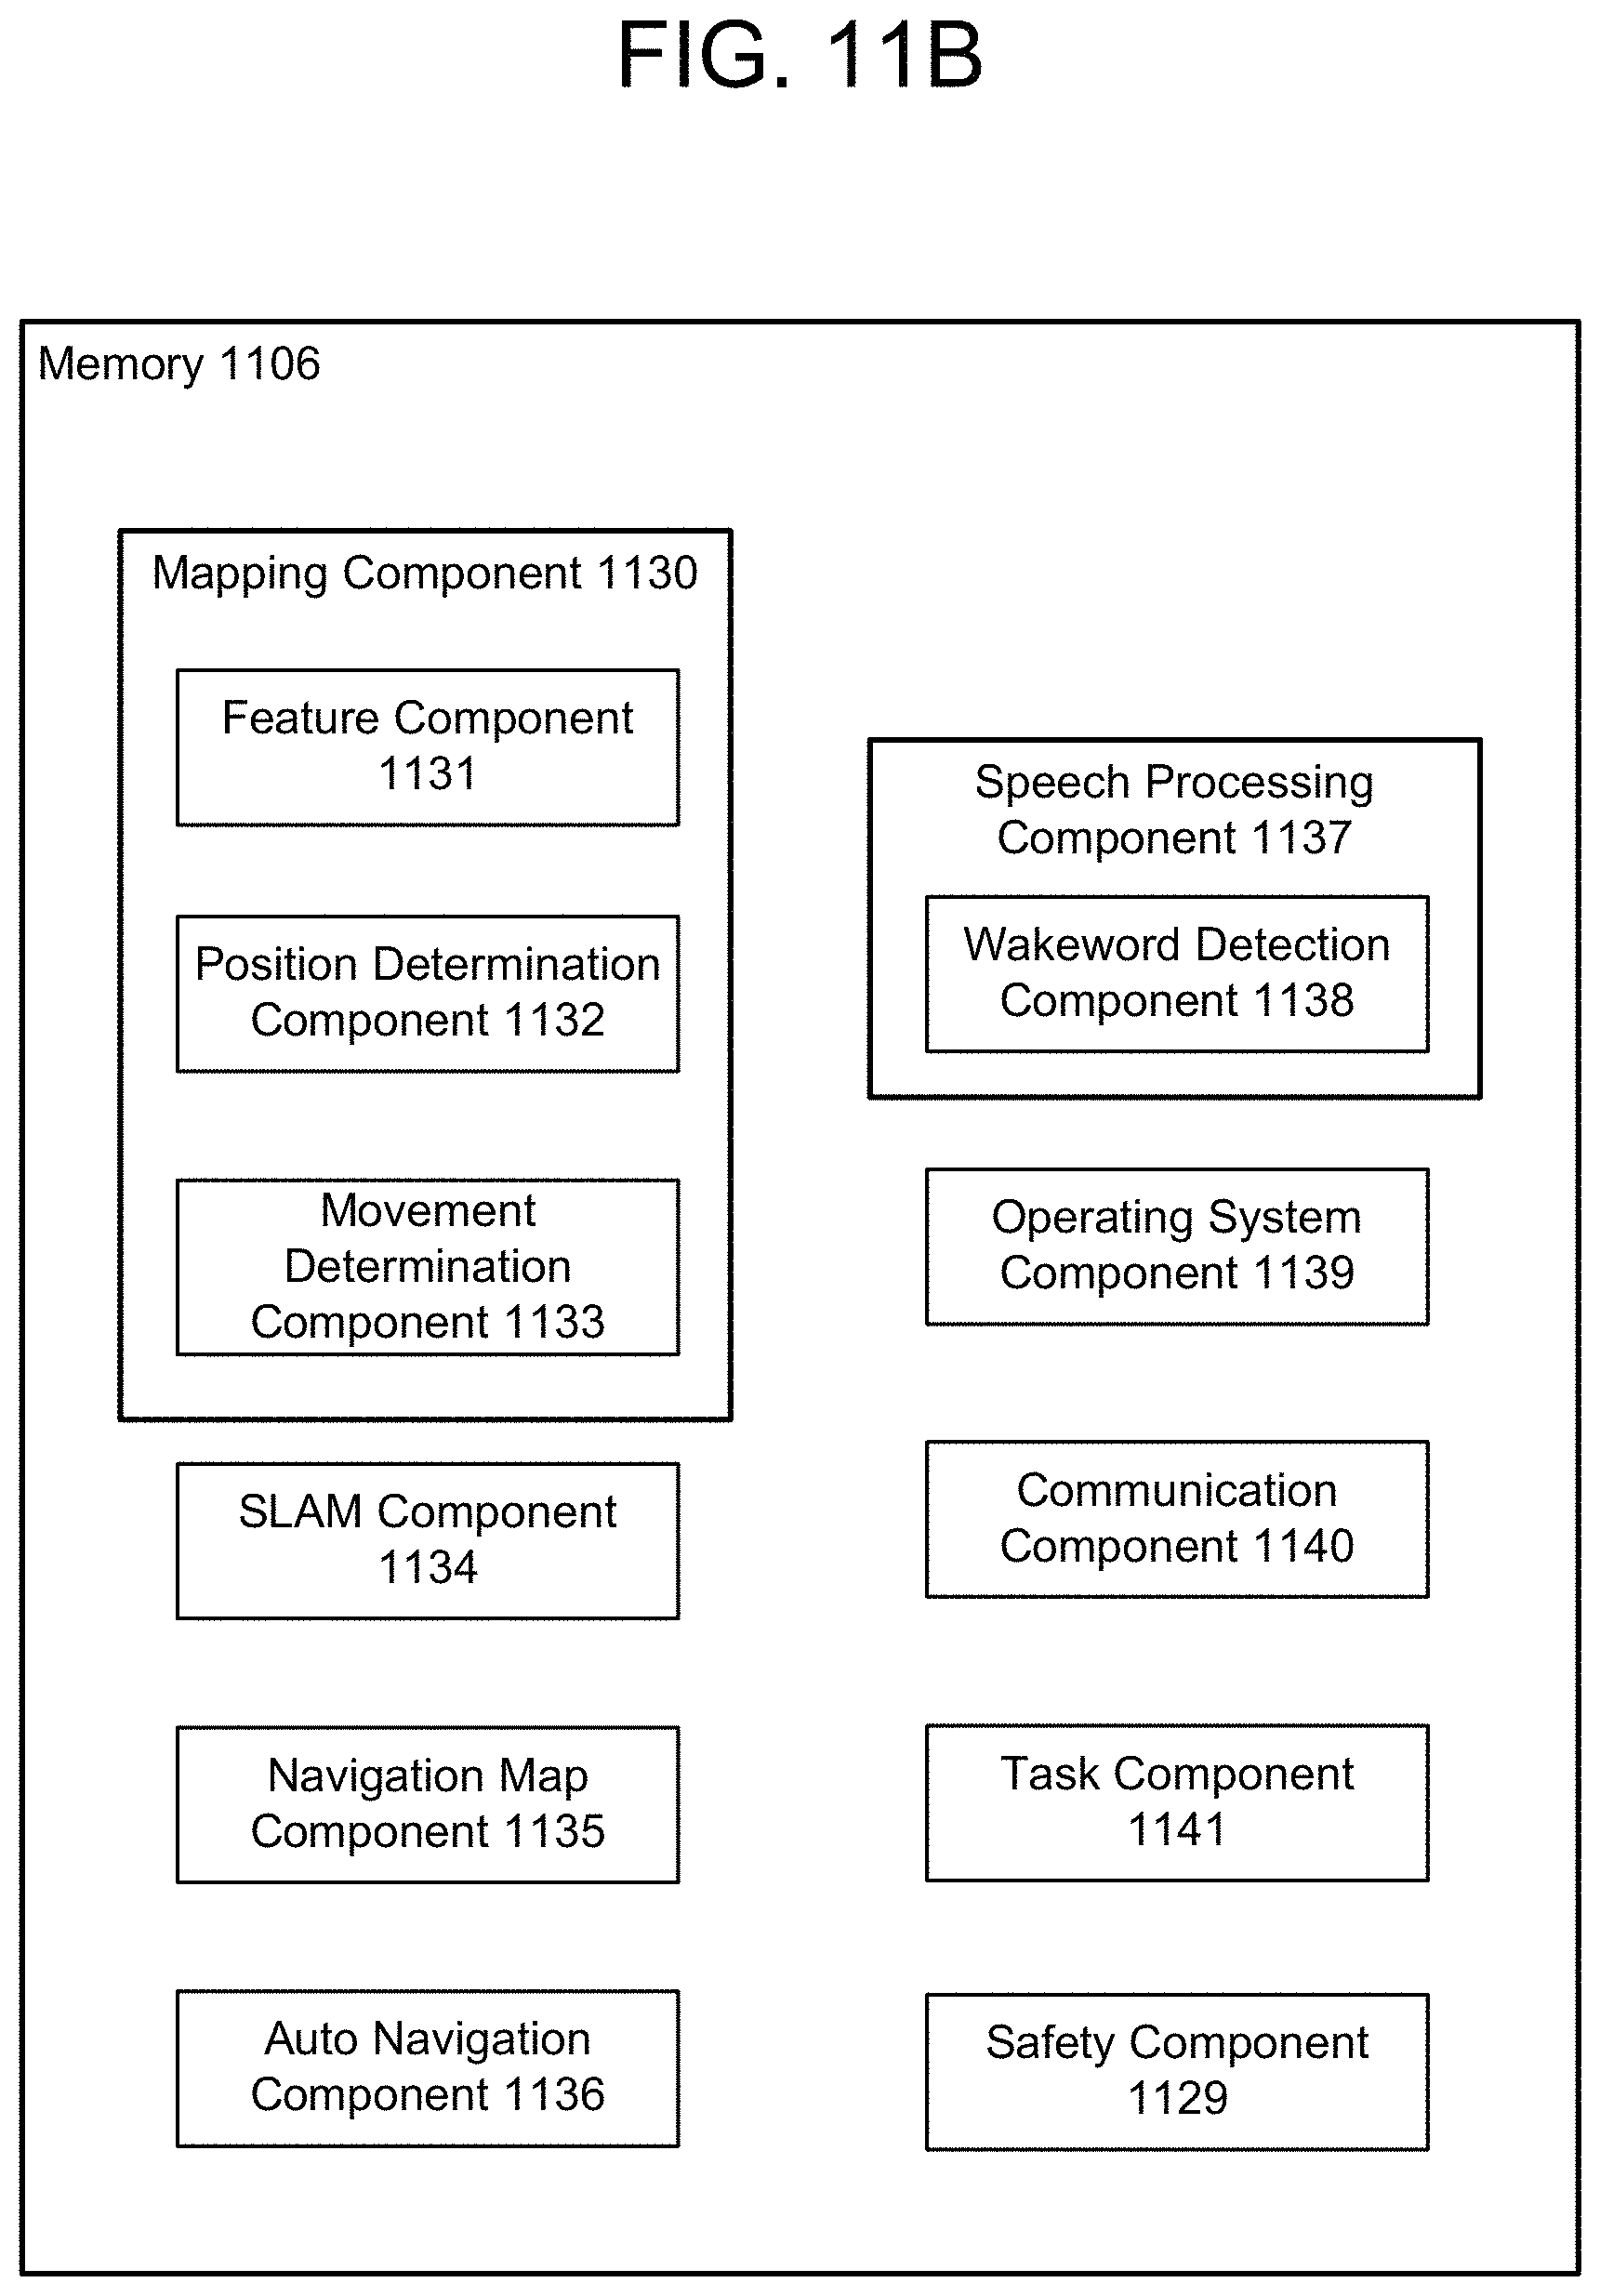 FIG. 11B
Memory 1106
Mapping Component 1130
Feature Component
1131
Position Determination
Component 1132
Movement
Determination
Component 1133
SLAM Component
1134
Navigation Map
Component 1135
Auto Navigation
Component 1136
Speech Processing
Component 1137
Wakeword Detection
Component 1138
Operating System
Component 1139
Communication
Component 1140
Task Component
1141
Safety Component
1129